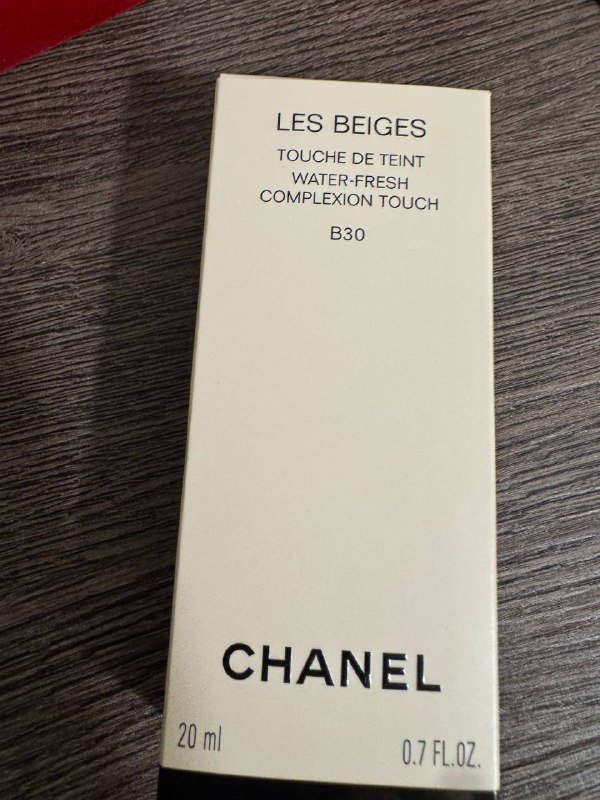 LES BEIGES
TOUCHE DE TEINT
WATER-FRESH
COMPLEXION TOUCH
B30
CHANEL
20 ml
0.7 FL.OZ.